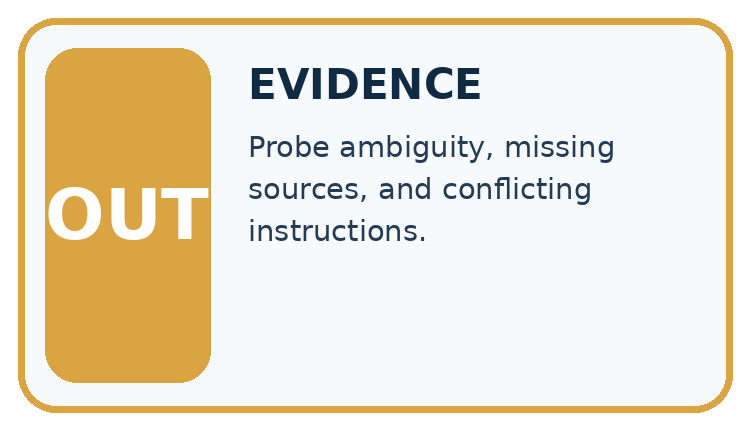 OUT
EVIDENCE
Probe ambiguity, missing
sources, and conflicting
instructions.